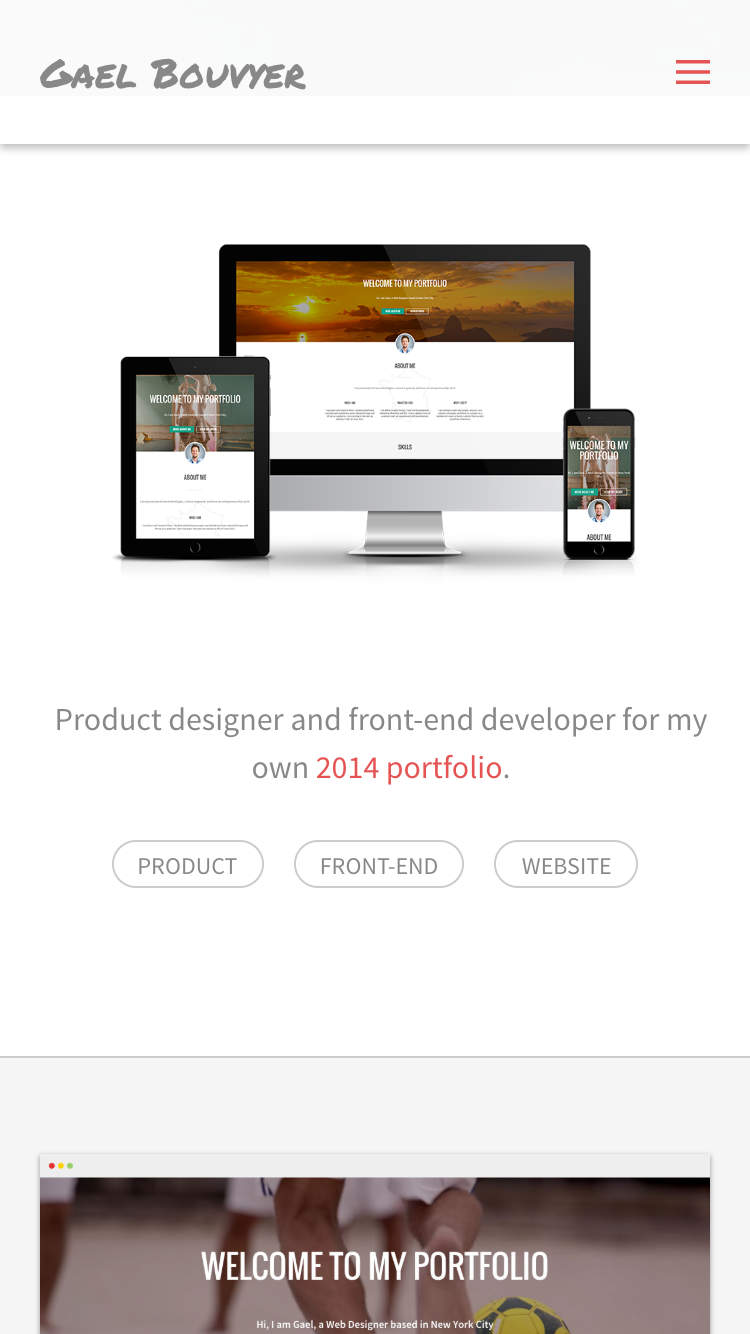 Gael Bouvyer
WELCOME TO MY PORTFOLIO
ABOUT ME
SKILLS
WELCOME TO MY PORTFOLIO
ABOUT ME
WELCOME TO MY
PORTFOLIO
ABOUT ME
Product designer and front-end developer for my
own 2014 portfolio.
PRODUCT
FRONT-END
WEBSITE
WELCOME TO MY PORTFOLIO
Hi, I am Gael, a Web Designer based in New York City